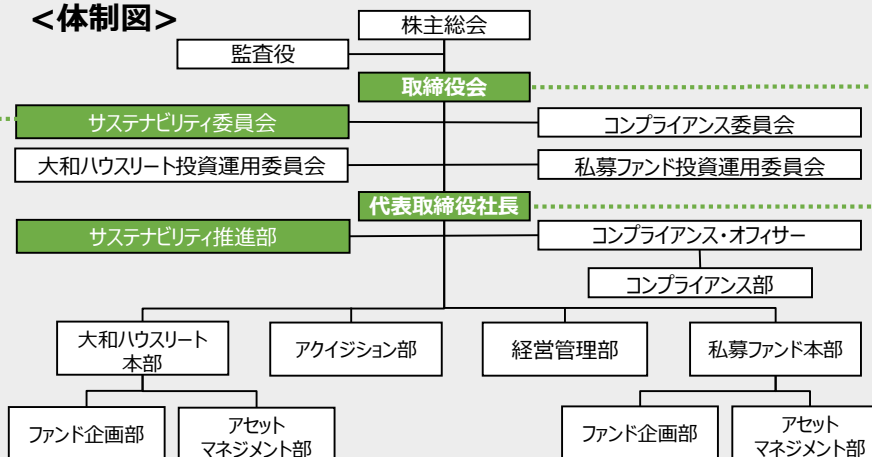 <体制図>
株主総会
監査役
取締役会
サステナビリティ委員会
コンプライアンス委員会
大和ハウスリート投資運用委員会
私募ファンド投資運用委員会
代表取締役社長
サステナビリティ推進部
コンプライアンス・オフィサー
コンプライアンス部
大和ハウスリート
本部
アクイジション部
経営管理部
私募ファンド本部
ファンド企画部
アセット
マネジメント部
ファンド企画部
アセット
マネジメント部